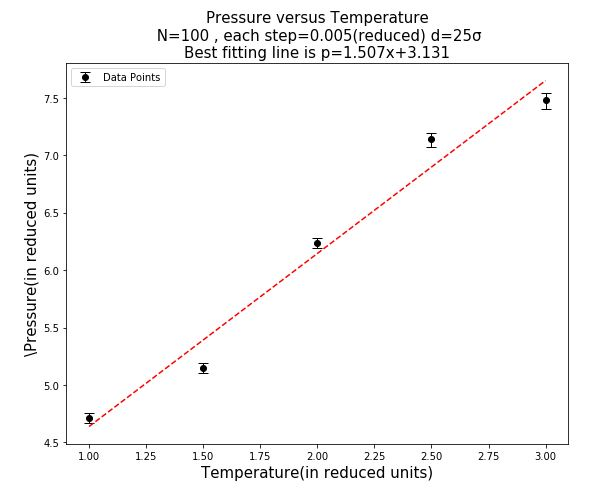 Pressure versus Temperature
N=100 , each step=0.005(reduced) d=25σ
Best fitting line is p=1.507x+3.131
Data Points
7.5
7.0
6.5
6.0
5.5
5.0
4.5
\Pressure(in reduced units)
1.00 1.25 1.50 1.75 2.00 2.25 2.50 2.75 3.00
Temperature(in reduced units)